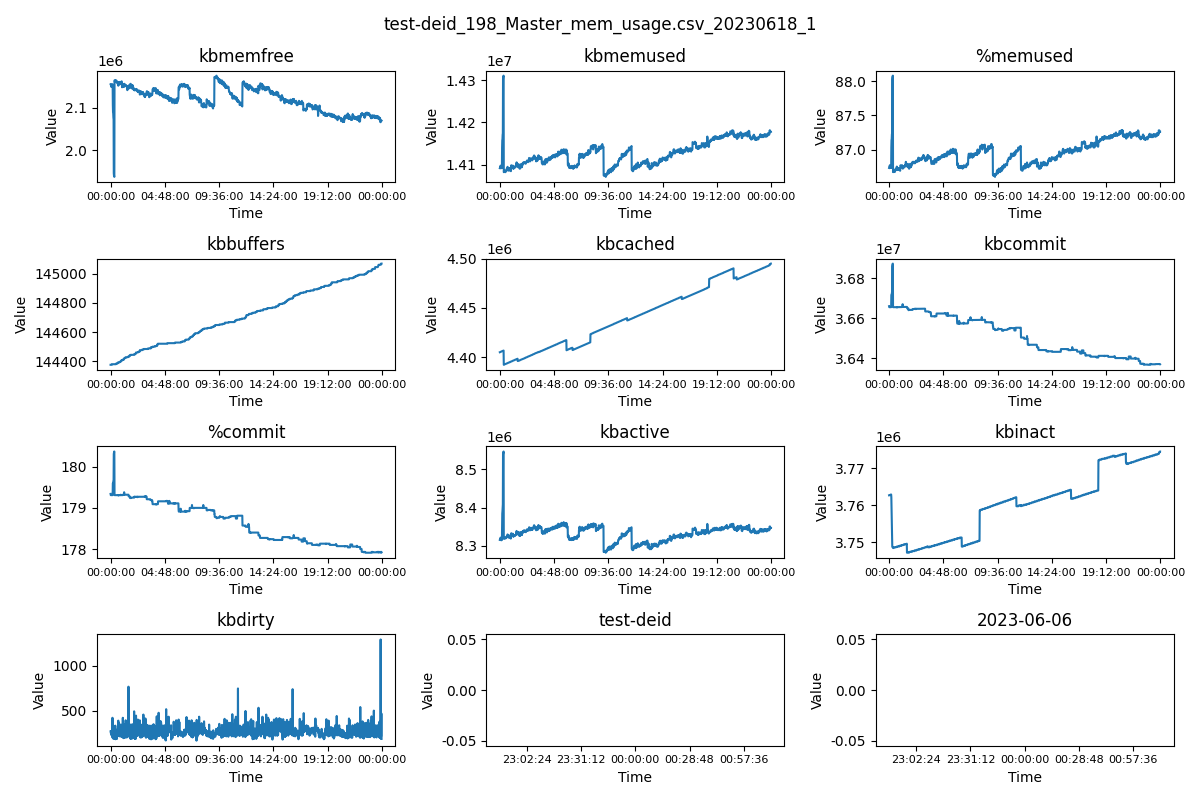 test-deid_198_Master_mem_usage.csv_20230618_1
kbmemfree
1e6
2.1
2.0
Value
00:00:00 04:48:00 09:36:00 14:24:00 19:12:00 00:00:00
Time
kbmemused
1e7
1.43
1.42
1.41
Value
00:00:00 04:48:00 09:36:00 14:24:00 19:12:00 00:00:00
Time
%memused
88.0
87.5
87.0
Value
00:00:00 04:48:00 09:36:00 14:24:00 19:12:00 00:00:00
Time
kbbuffers
145000
144800
144600
144400
Value
00:00:00 04:48:00 09:36:00 14:24:00 19:12:00 00:00:00
Time
kbcached
1e6
4.50
4.45
4.40
Value
00:00:00 04:48:00 09:36:00 14:24:00 19:12:00 00:00:00
Time
kbcommit
1e7
3.68
3.66
3.64
Value
00:00:00 04:48:00 09:36:00 14:24:00 19:12:00 00:00:00
Time
%commit
180
179
178
Value
00:00:00 04:48:00 09:36:00 14:24:00 19:12:00 00:00:00
Time
kbactive
1e6
8.5
8.4
8.3
Value
00:00:00 04:48:00 09:36:00 14:24:00 19:12:00 00:00:00
Time
kbinact
1e6
3.77
3.76
3.75
Value
00:00:00 04:48:00 09:36:00 14:24:00 19:12:00 00:00:00
Time
kbdirty
1000
500
Value
00:00:00 04:48:00 09:36:00 14:24:00 19:12:00 00:00:00
Time
test-deid
0.05
0.00
-0.05
Value
23:02:24 23:31:12 00:00:00 00:28:48 00:57:36
Time
2023-06-06
0.05
0.00
-0.05
Value
23:02:24 23:31:12 00:00:00 00:28:48 00:57:36
Time